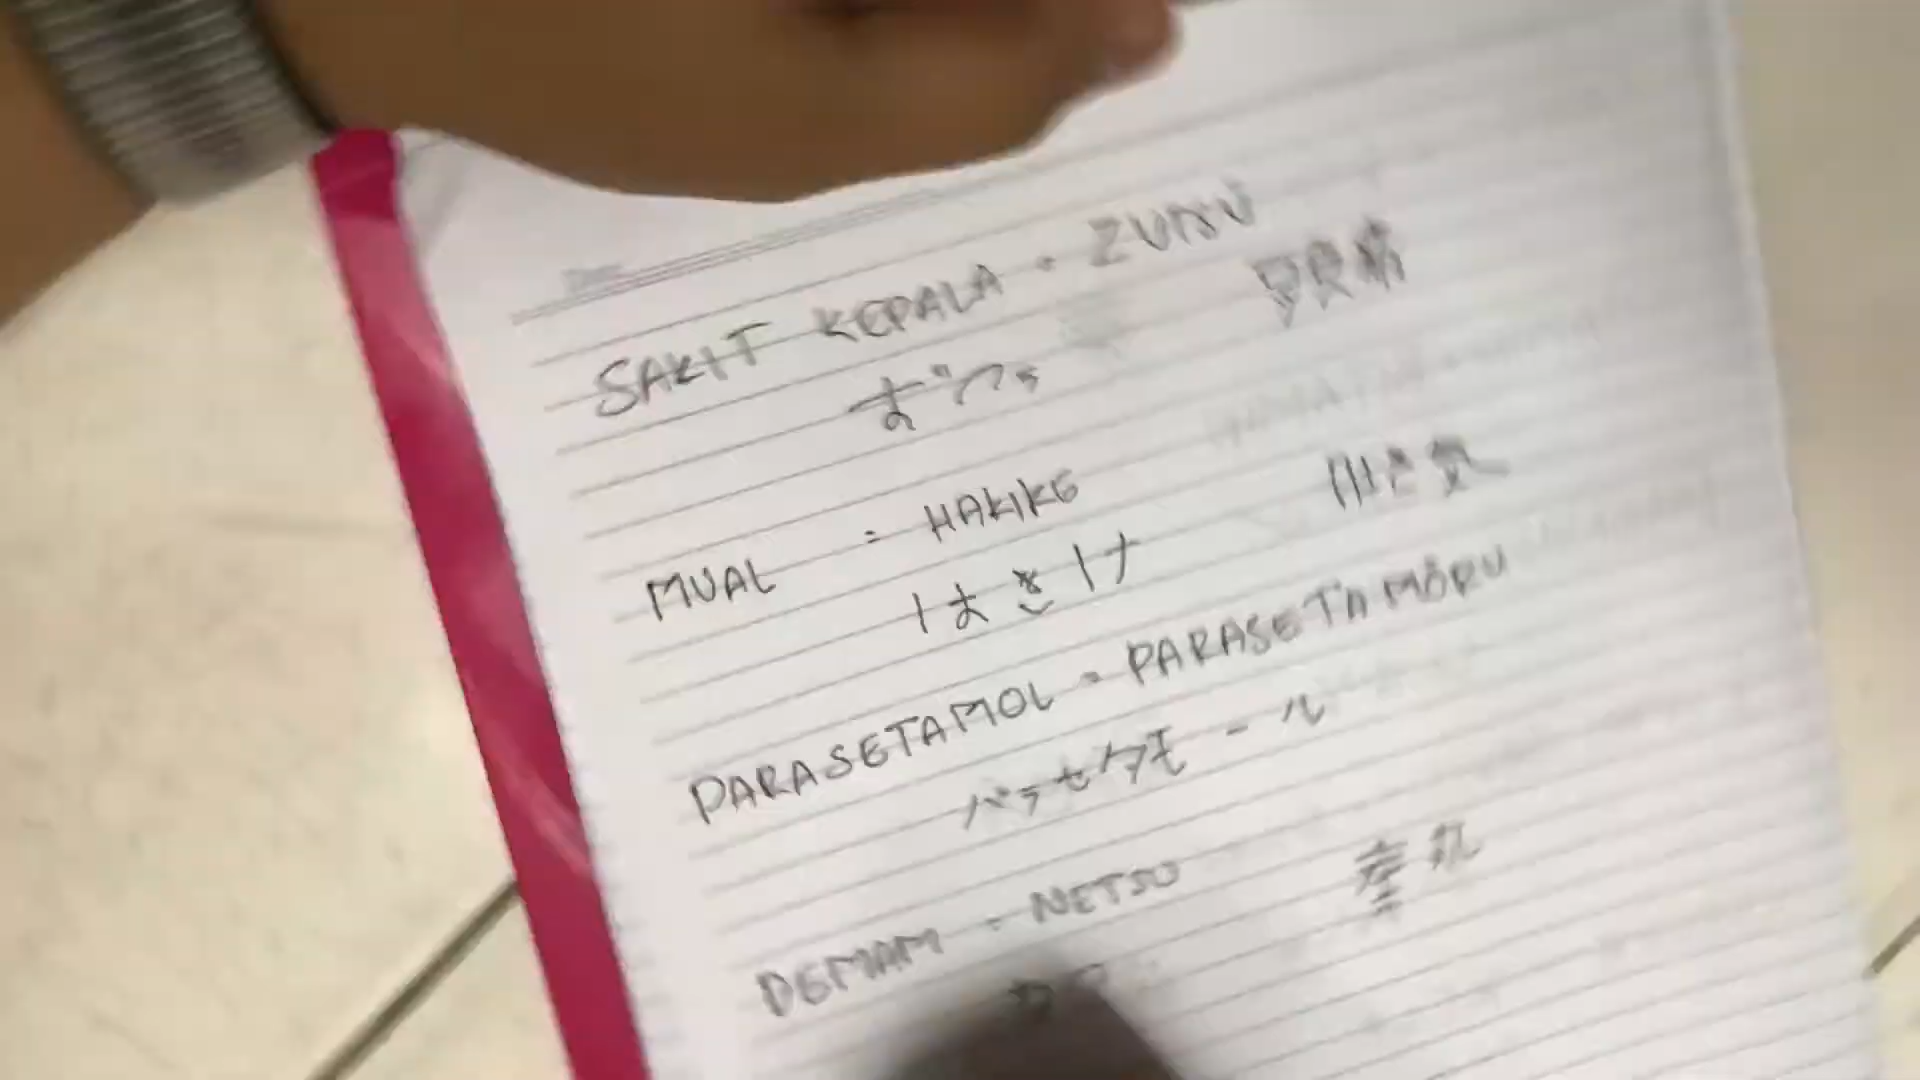 SAKIT KEPALA = ZUTSU
ずつう
頭痛
MUAL = HAKIKE
はきけ
吐き気
PARASETAMOL = PARASETAMŌRU
パラセタモール
DEMAM = NETSU